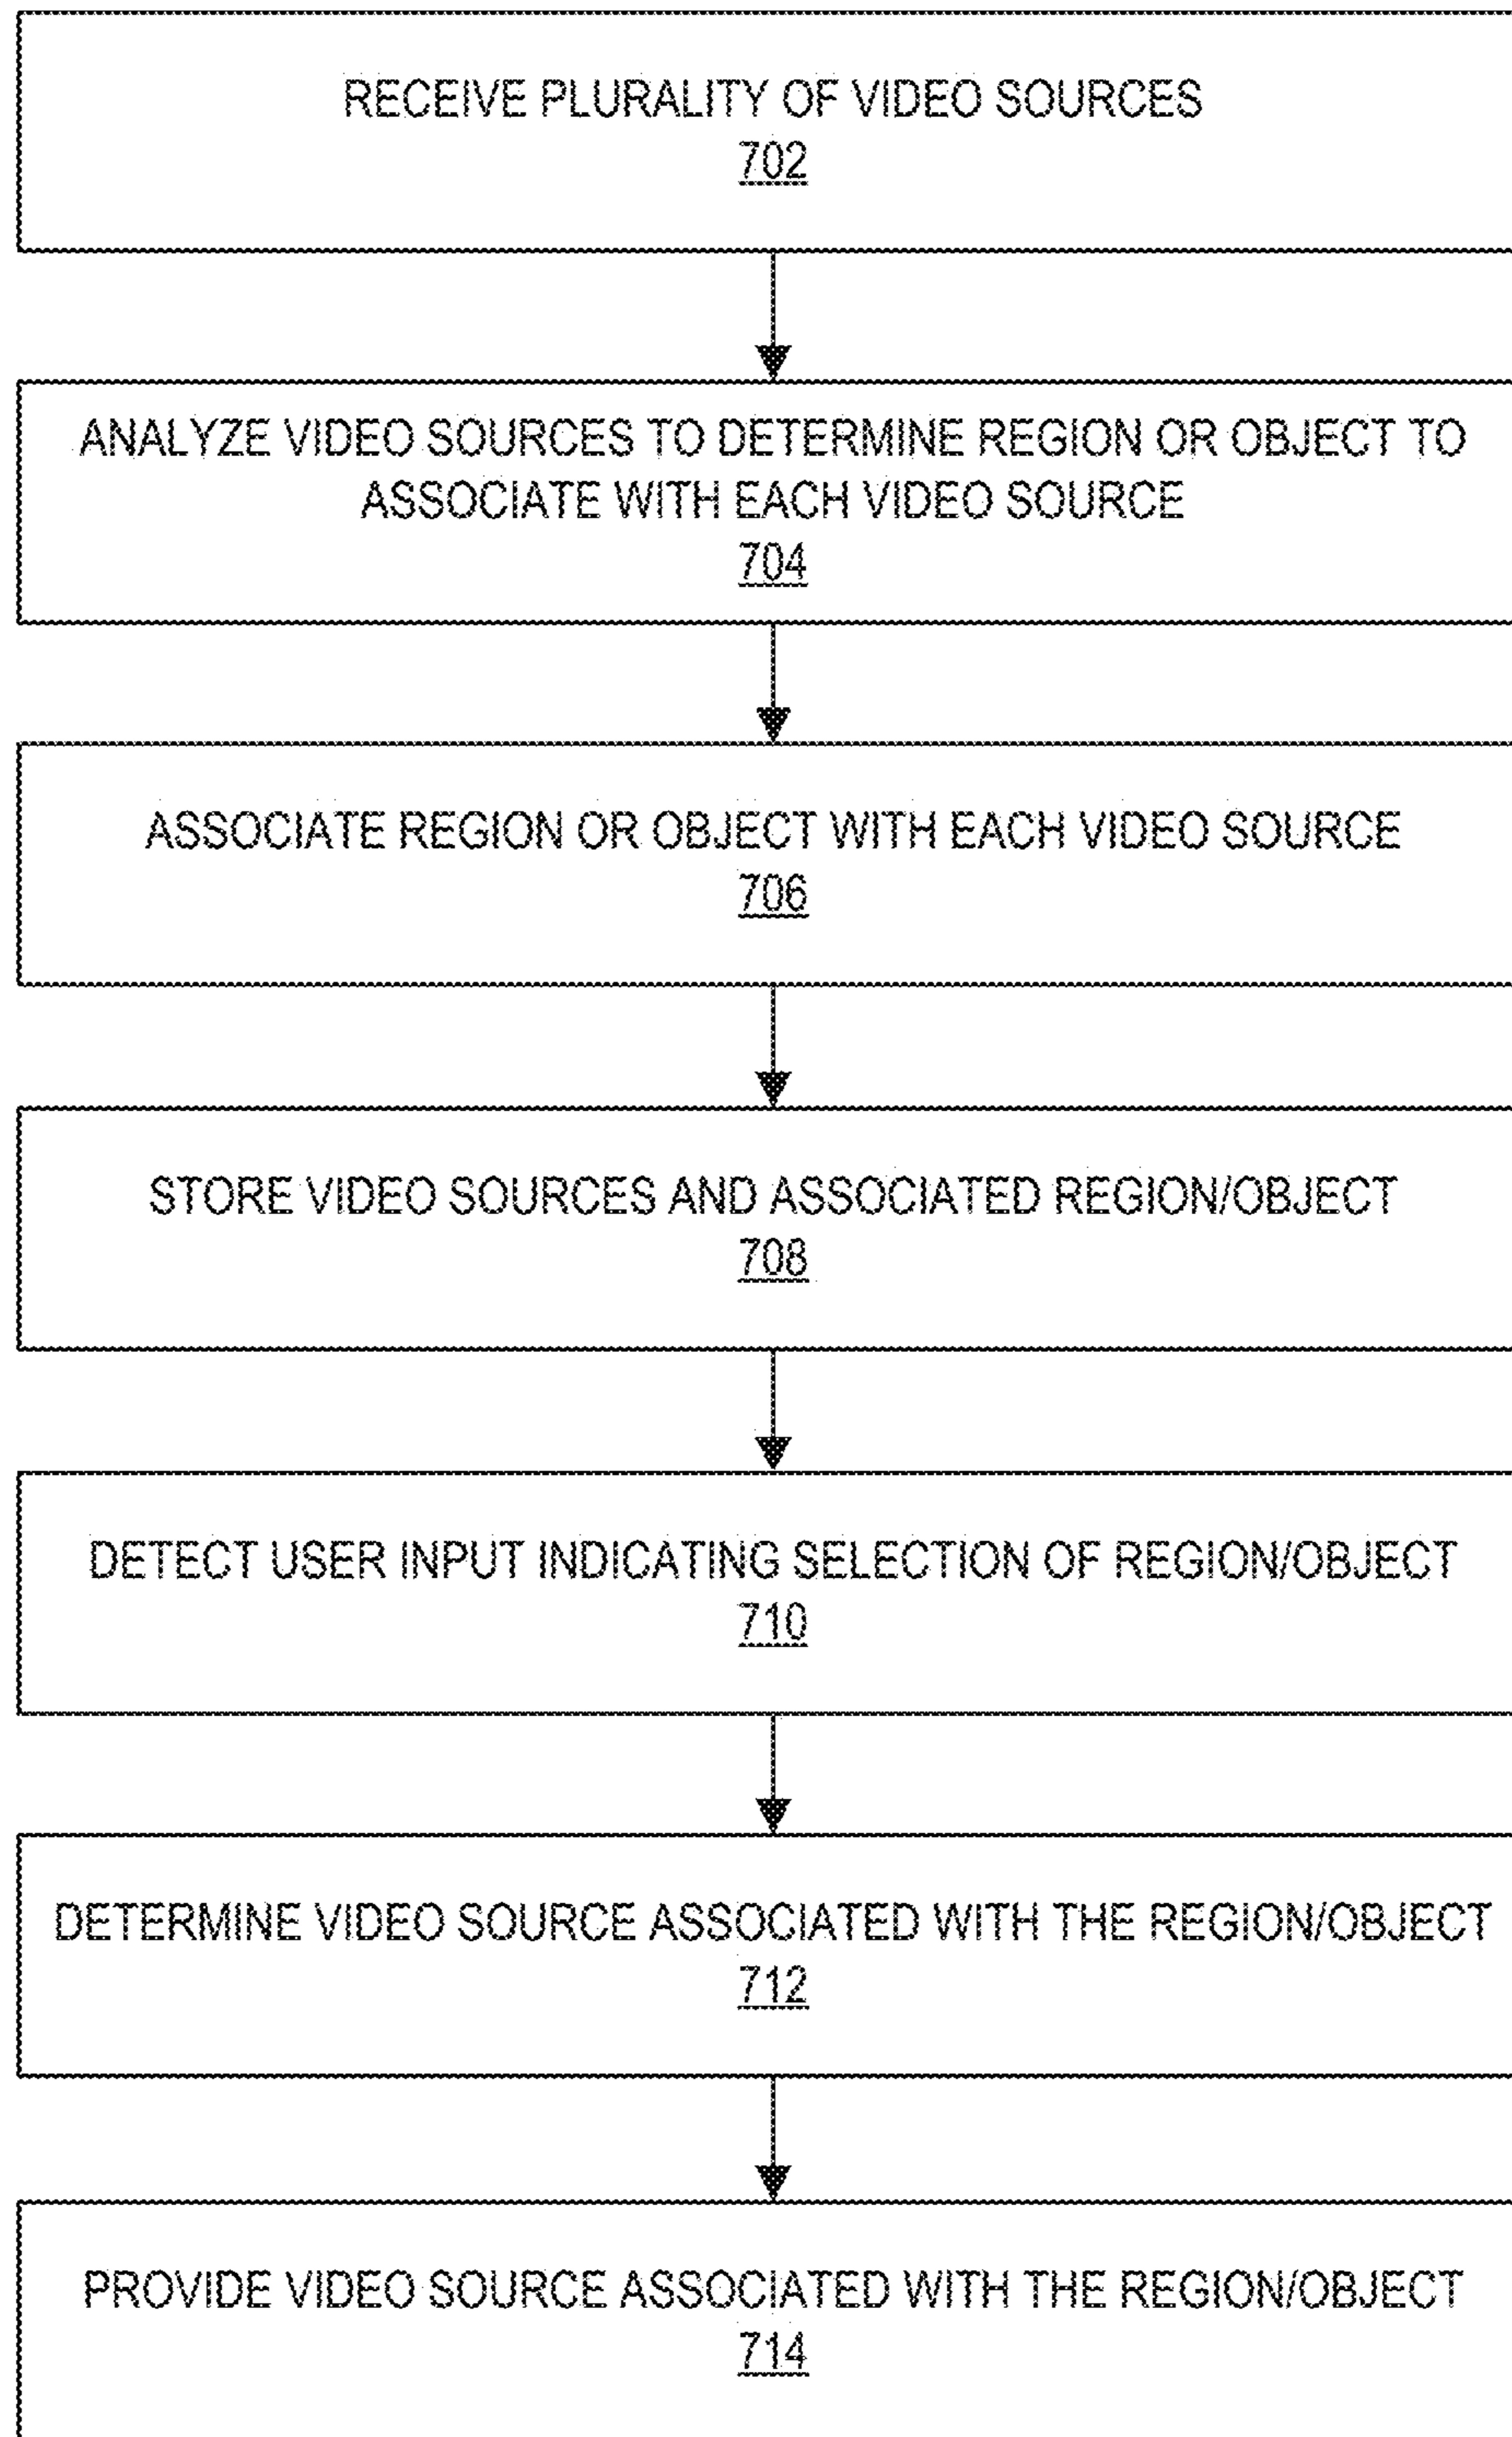 RECEIVE PLURALITY OF VIDEO SOURCES
702
ANALYZE VIDEO SOURCES TO DETERMINE REGION OR OBJECT TO
ASSOCIATE WITH EACH VIDEO SOURCE
704
ASSOCIATE REGION OR OBJECT WITH EACH VIDEO SOURCE
706
STORE VIDEO SOURCES AND ASSOCIATED REGION/OBJECT
708
DETECT USER INPUT INDICATING SELECTION OF REGION/OBJECT
710
DETERMINE VIDEO SOURCE ASSOCIATED WITH THE REGION/OBJECT
712
PROVIDE VIDEO SOURCE ASSOCIATED WITH THE REGION/OBJECT
714